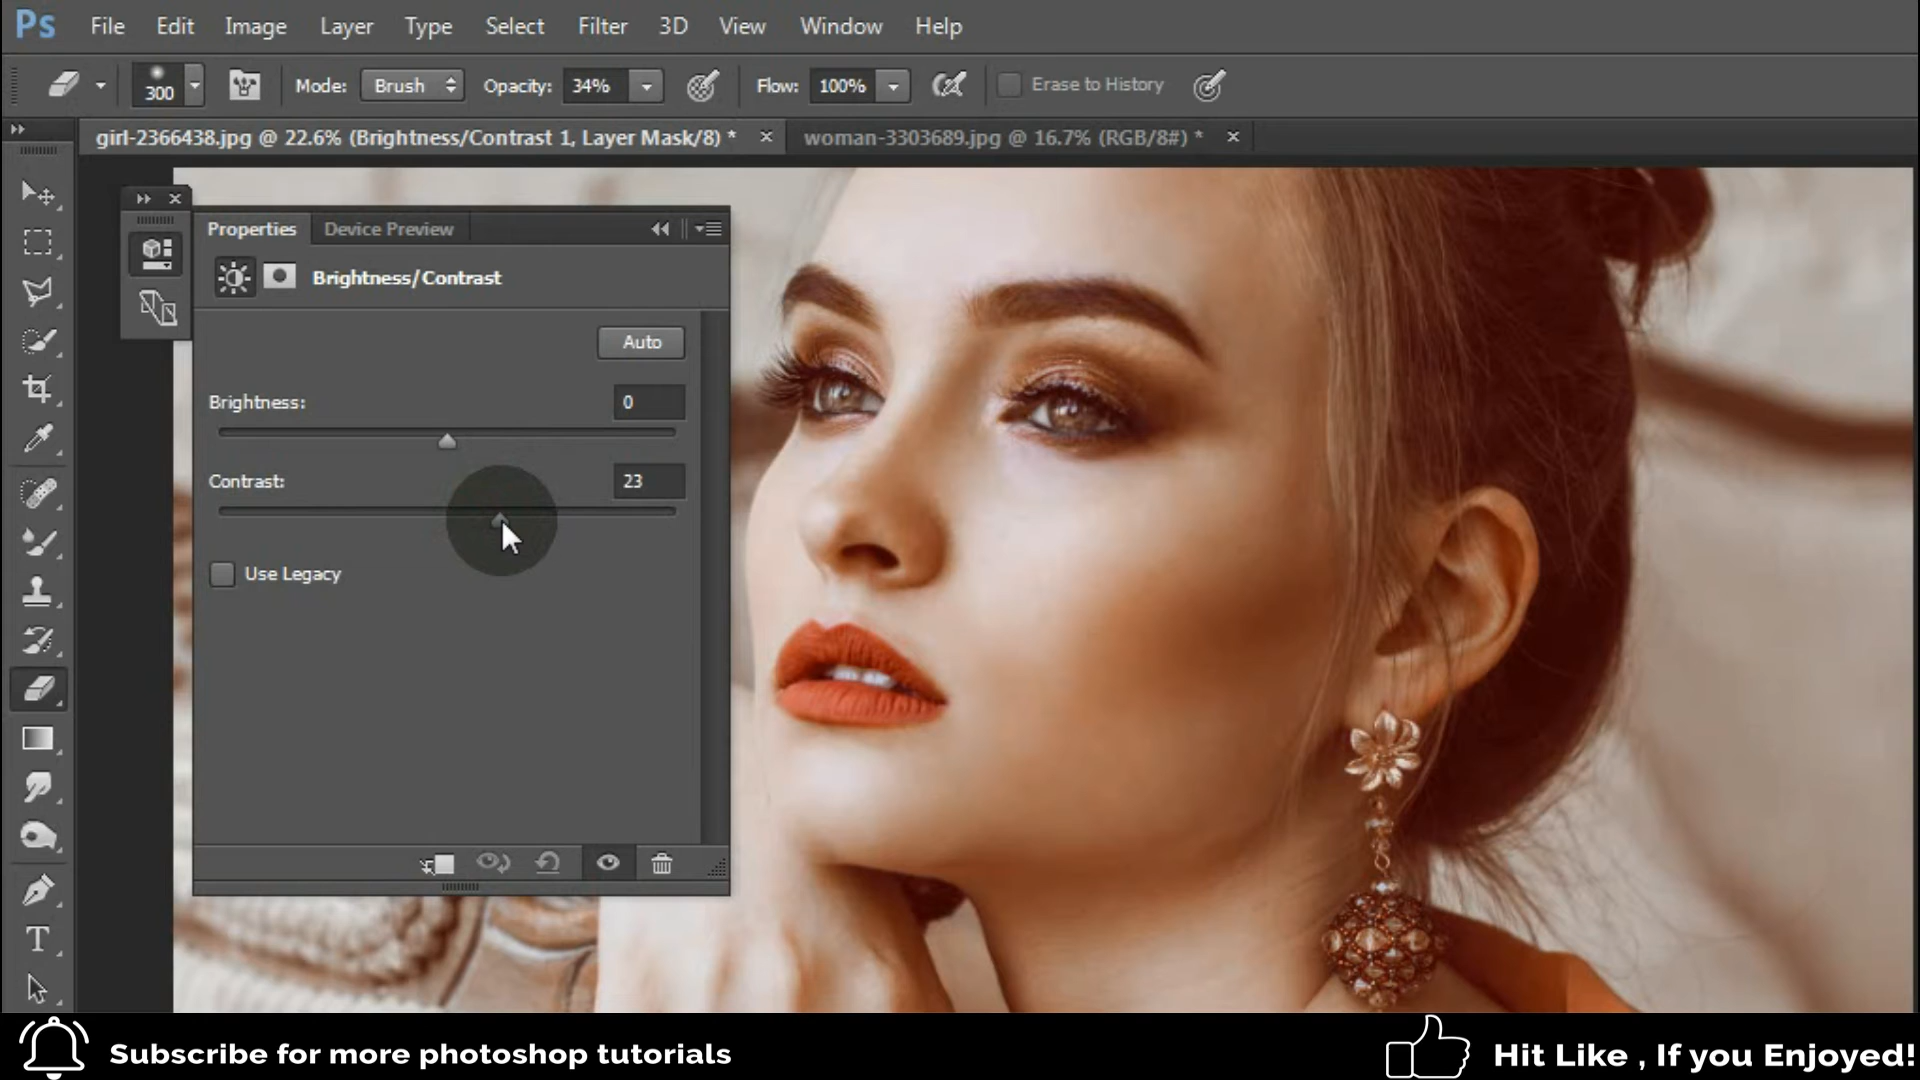 Ps File Edit Image Layer Type Select Filter 3D View Window Help
300 Mode: Brush Opacity: 34% Flow: 100% Erase to History
girl-2366438.jpg @ 22.6% (Brightness/Contrast 1, Layer Mask/8) * × woman-3303689.jpg @ 16.7% (RGB/8#) * ×
Properties Device Preview
Brightness/Contrast
Auto
Brightness: 0
Contrast: 23
Use Legacy
T
Subscribe for more photoshop tutorials
Hit Like , If you Enjoyed!